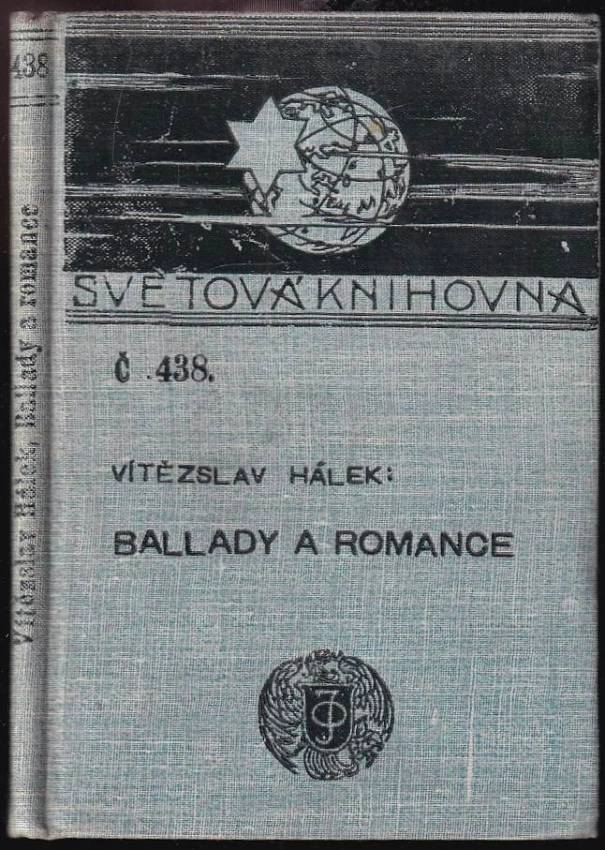 438
Vítězslav Hálek, Ballady a romance
SVĚTOVÁ KNIHOVNA
Č .438.
VÍTĚZSLAV HÁLEK:
BALLADY A ROMANCE